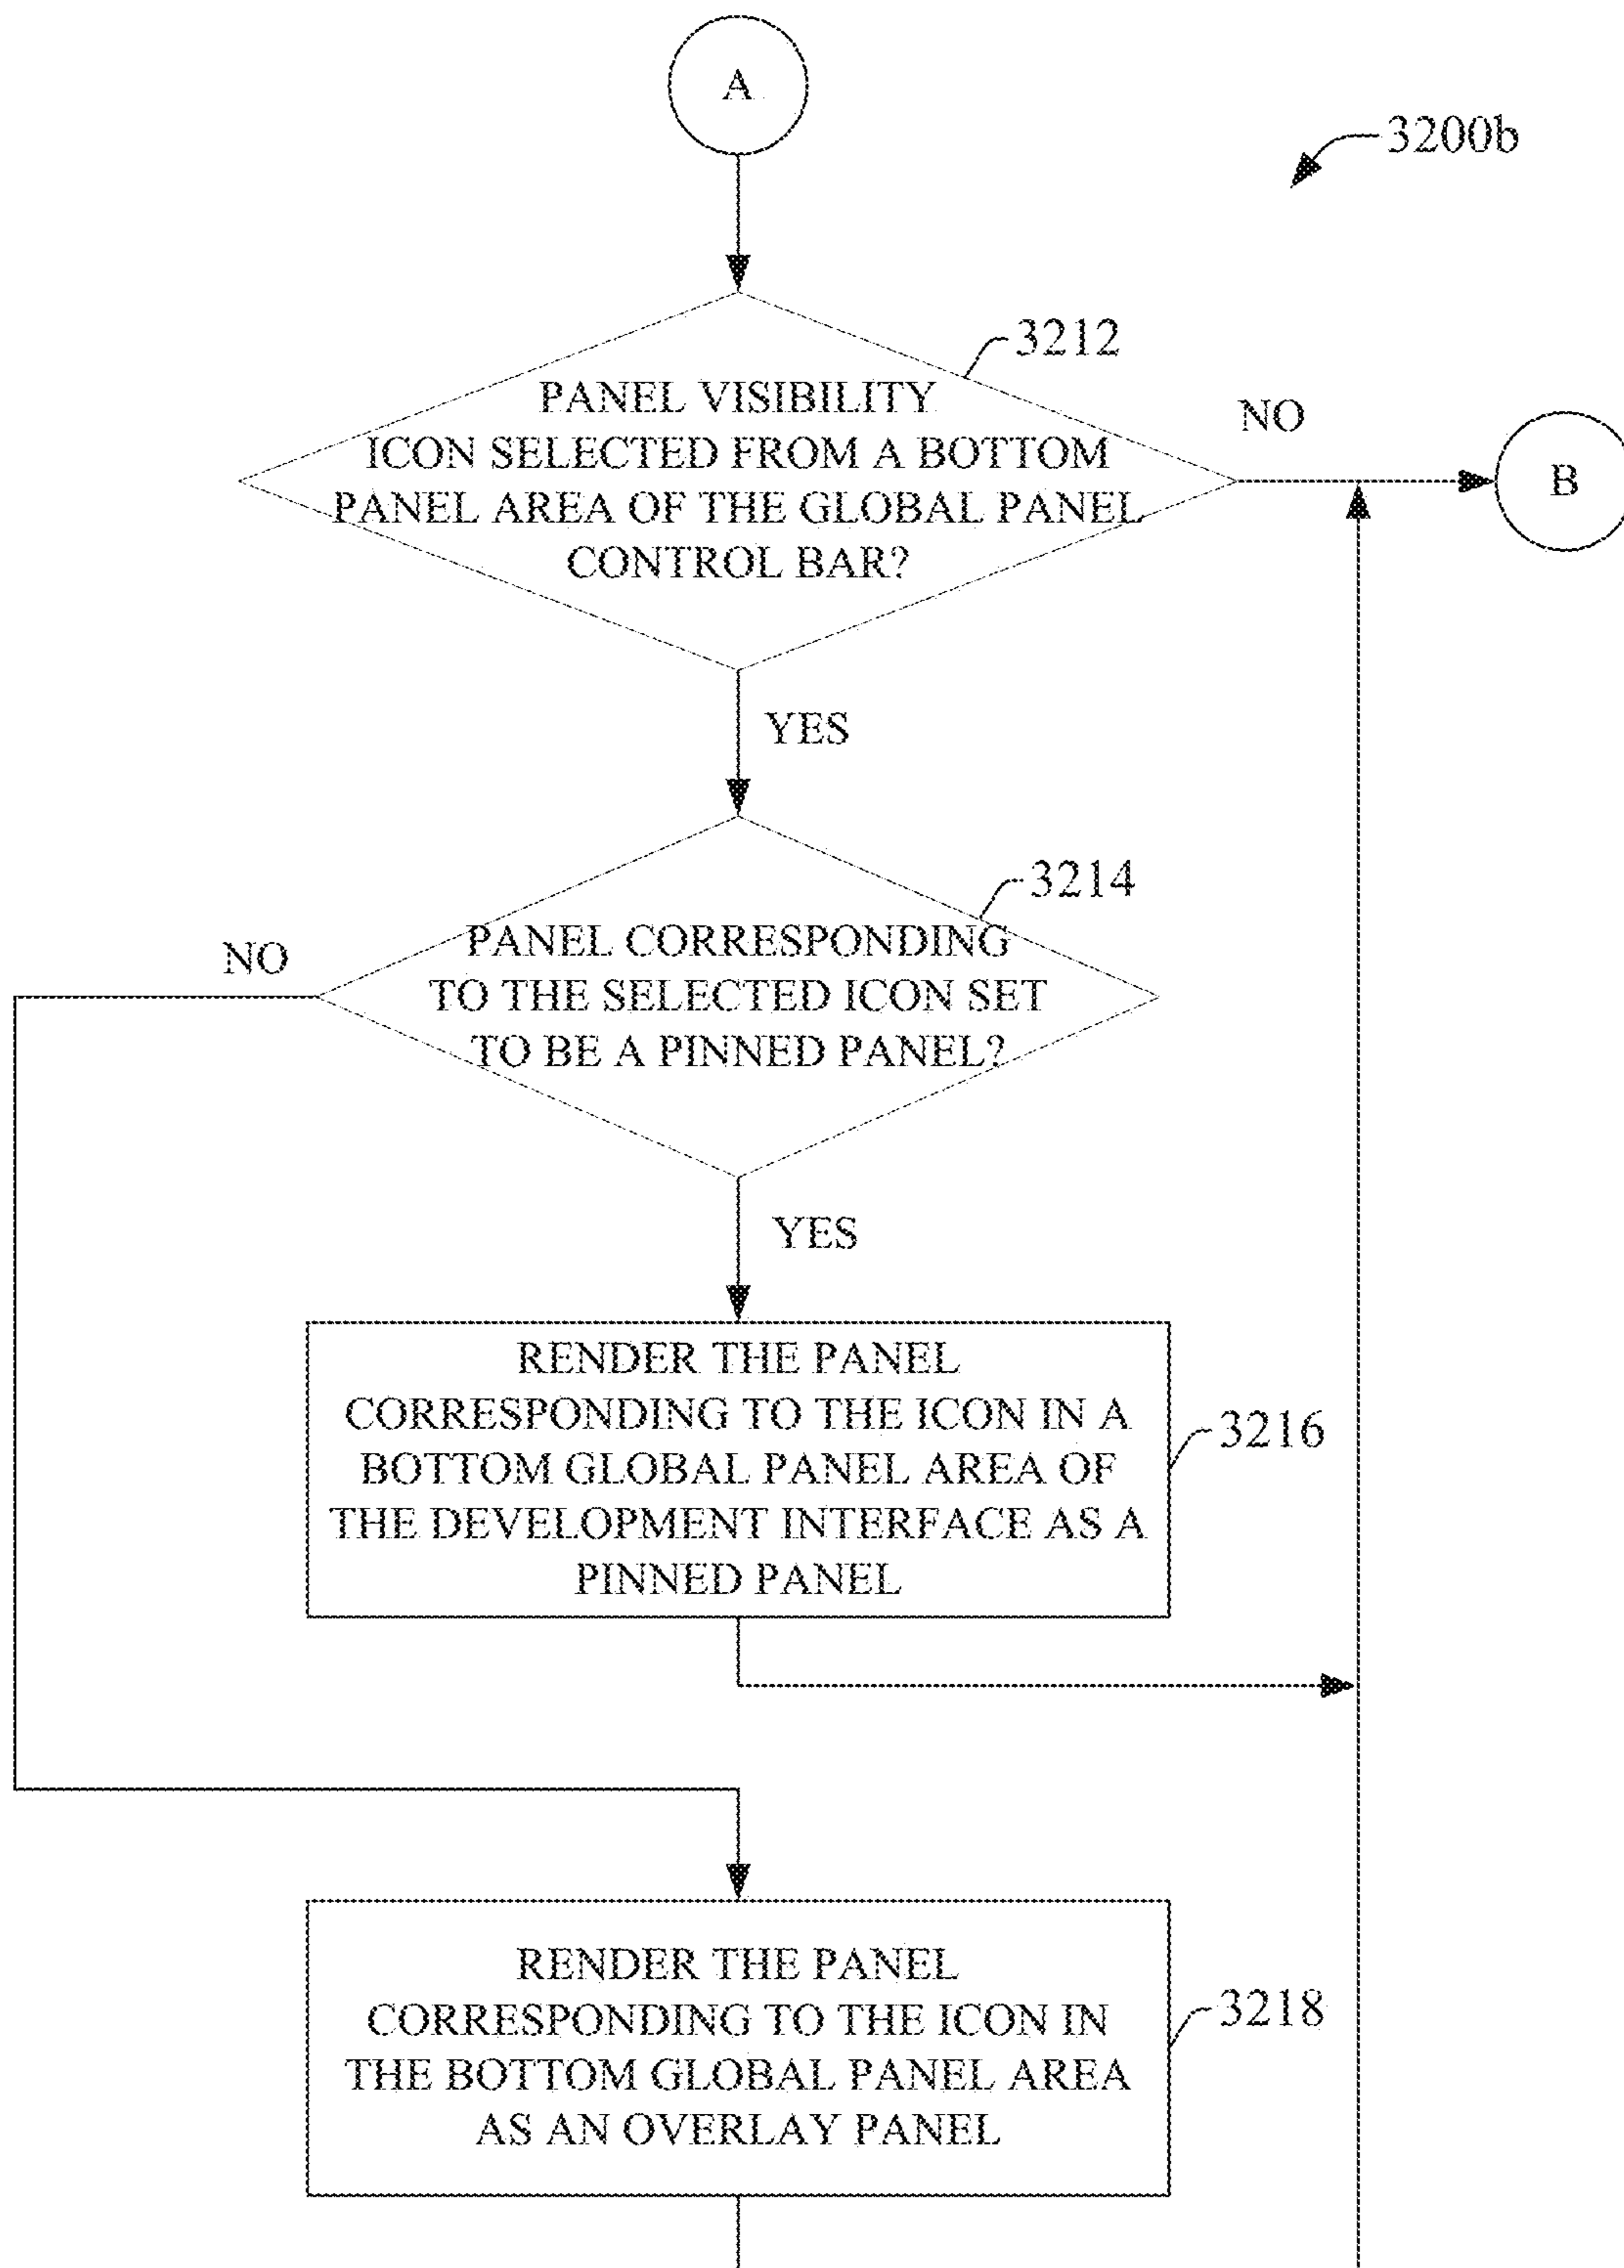 A
3200b
3212
PANEL VISIBILITY
ICON SELECTED FROM A BOTTOM
PANEL AREA OF THE GLOBAL PANEL
CONTROL BAR?
NO
B
YES
3214
PANEL CORRESPONDING
TO THE SELECTED ICON SET
TO BE A PINNED PANEL?
NO
YES
RENDER THE PANEL
CORRESPONDING TO THE ICON IN A
BOTTOM GLOBAL PANEL AREA OF
THE DEVELOPMENT INTERFACE AS A
PINNED PANEL
3216
RENDER THE PANEL
CORRESPONDING TO THE ICON IN
THE BOTTOM GLOBAL PANEL AREA
AS AN OVERLAY PANEL
3218